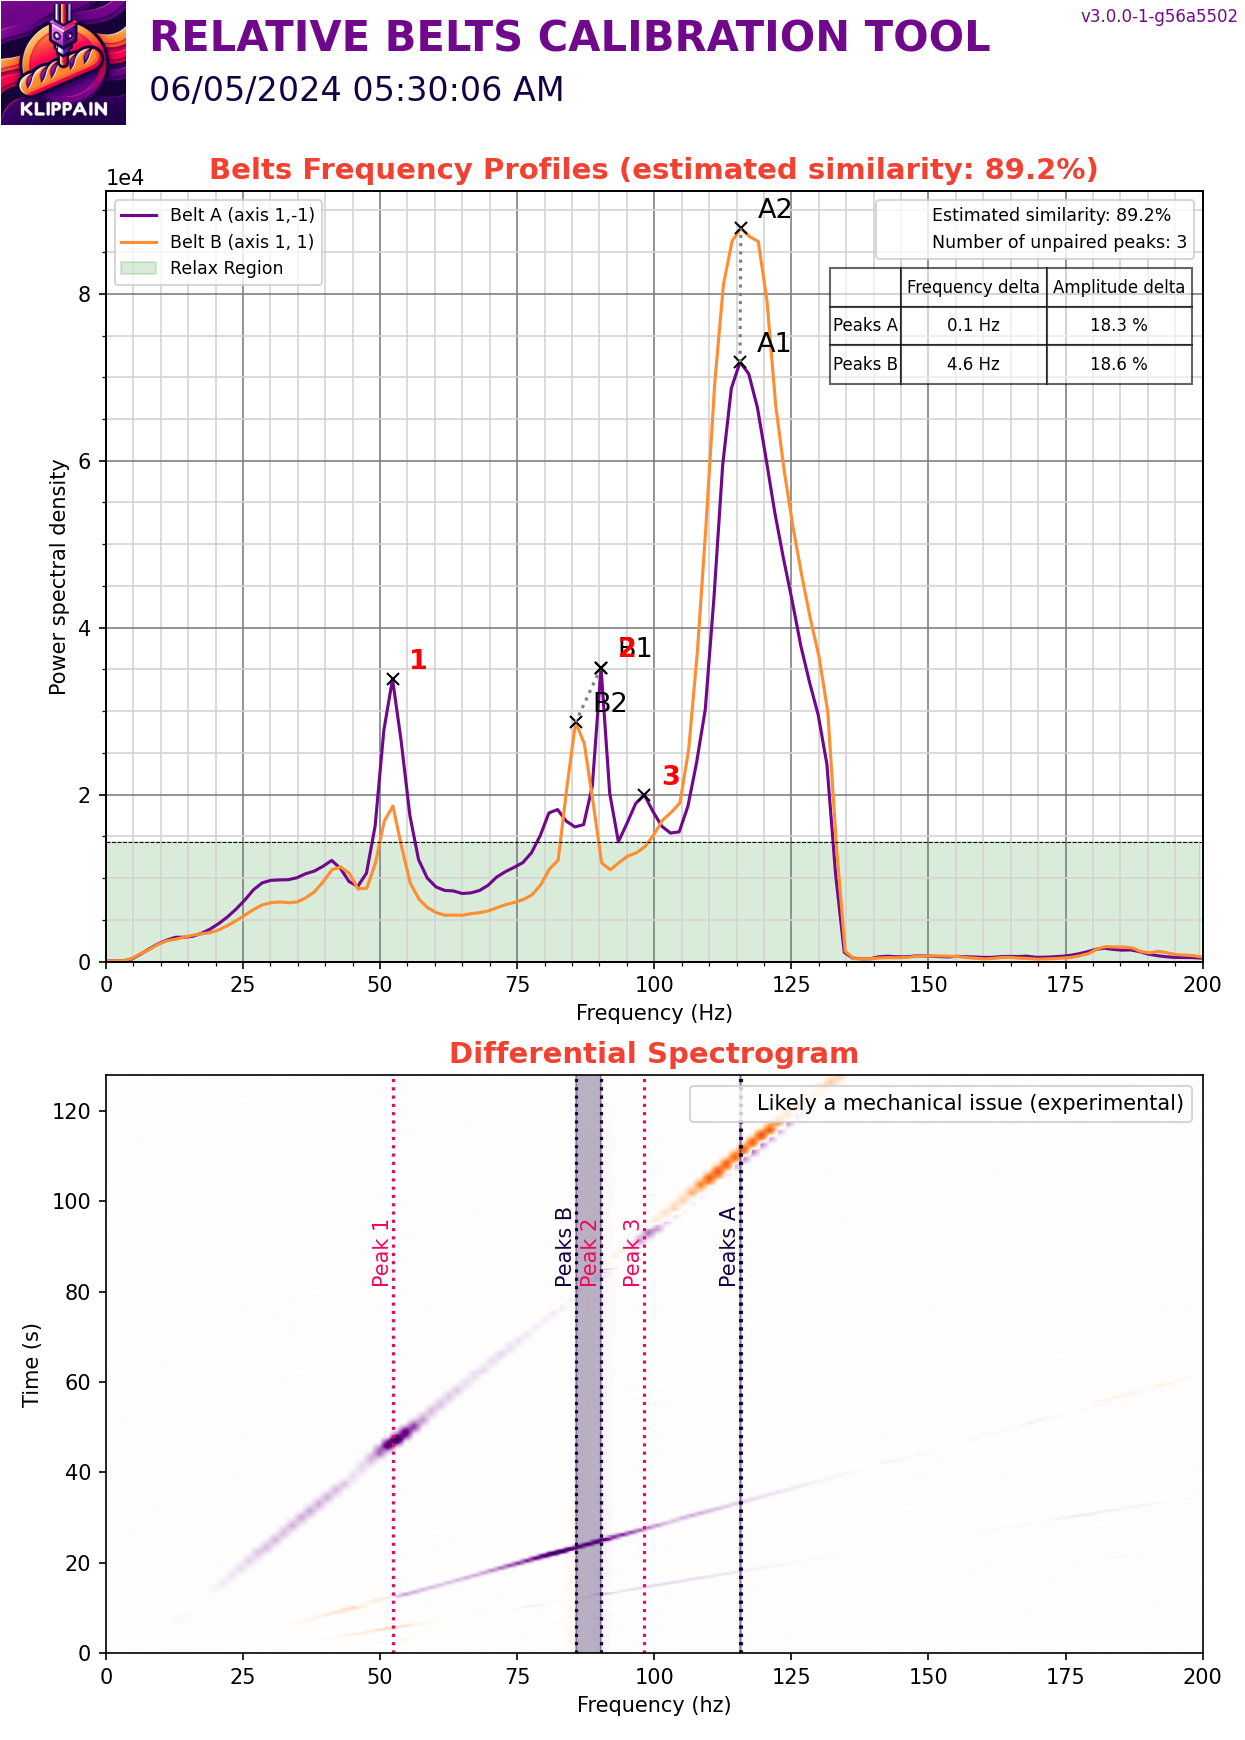 v3.0.0-1-g56a5502
RELATIVE BELTS CALIBRATION TOOL
06/05/2024 05:30:06 AM
KLIPPAIN
Belts Frequency Profiles (estimated similarity: 89.2%)
1e4
Belt A (axis 1,-1)
Belt B (axis 1, 1)
Relax Region
Estimated similarity: 89.2%
Number of unpaired peaks: 3
Frequency delta Amplitude delta
Peaks A 0.1 Hz 18.3 %
Peaks B 4.6 Hz 18.6 %
A2
A1
1
B1
2
B2
3
Power spectral density
8
6
4
2
0
0 25 50 75 100 125 150 175 200
Frequency (Hz)
Differential Spectrogram
Likely a mechanical issue (experimental)
Peak 1
Peaks B
Peak 2
Peak 3
Peaks A
Time (s)
120
100
80
60
40
20
0
0 25 50 75 100 125 150 175 200
Frequency (hz)